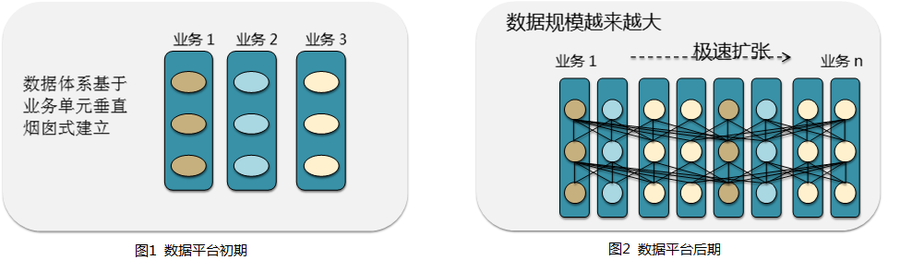 业务 1
业务 2
业务 3
数据体系基于
业务单元垂直
烟囱式建立
图1 数据平台初期
数据规模越来越大
业务 1
极速扩张
业务 n
图2 数据平台后期